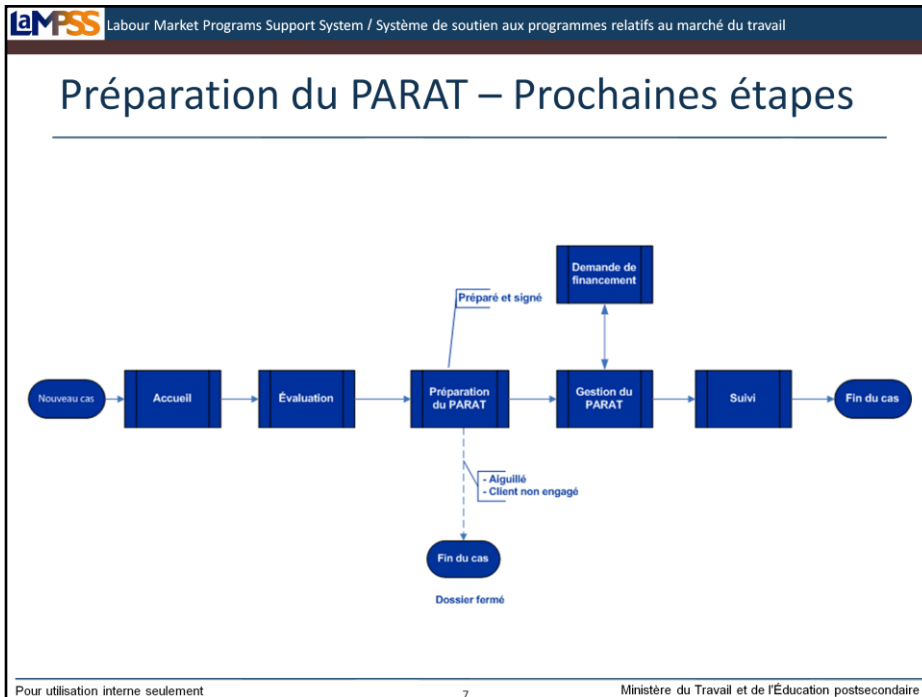 LaMPSS Labour Market Programs Support System / Système de soutien aux programmes relatifs au marché du travail
Préparation du PARAT – Prochaines étapes
Demande de
financement
Préparé et signé
Nouveau cas
Accueil
Évaluation
Préparation
du PARAT
Gestion du
PARAT
Suivi
Fin du cas
- Aiguillé
- Client non engagé
Fin du cas
Dossier fermé
Pour utilisation interne seulement
7
Ministère du Travail et de l'Éducation postsecondaire